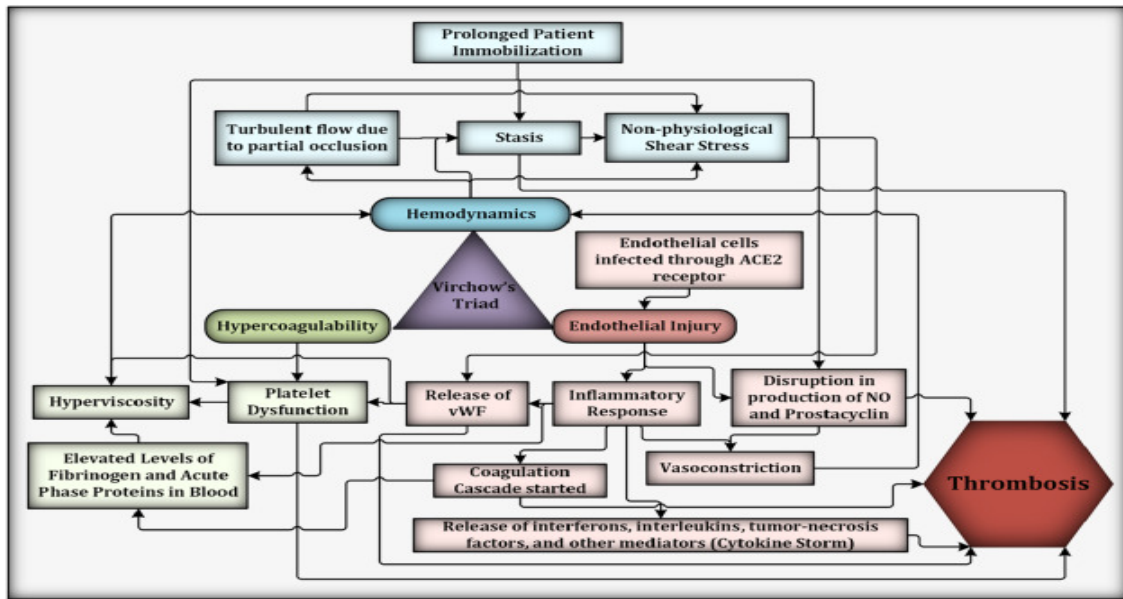 Prolonged Patient
Immobilization
Turbulent flow due
to partial occlusion
Stasis
Non-physiological
Shear Stress
Hemodynamics
Endothelial cells
infected through ACE2
receptor
Virchow's
Triad
Hypercoagulability
Endothelial Injury
Hyperviscosity
Platelet
Dysfunction
Release of
vWF
Inflammatory
Response
Disruption in
production of NO
and Prostacyclin
Elevated Levels of
Fibrinogen and Acute
Phase Proteins in Blood
Coagulation
Cascade started
Vasoconstriction
Thrombosis
Release of interferons, interleukins, tumor-necrosis
factors, and other mediators (Cytokine Storm)